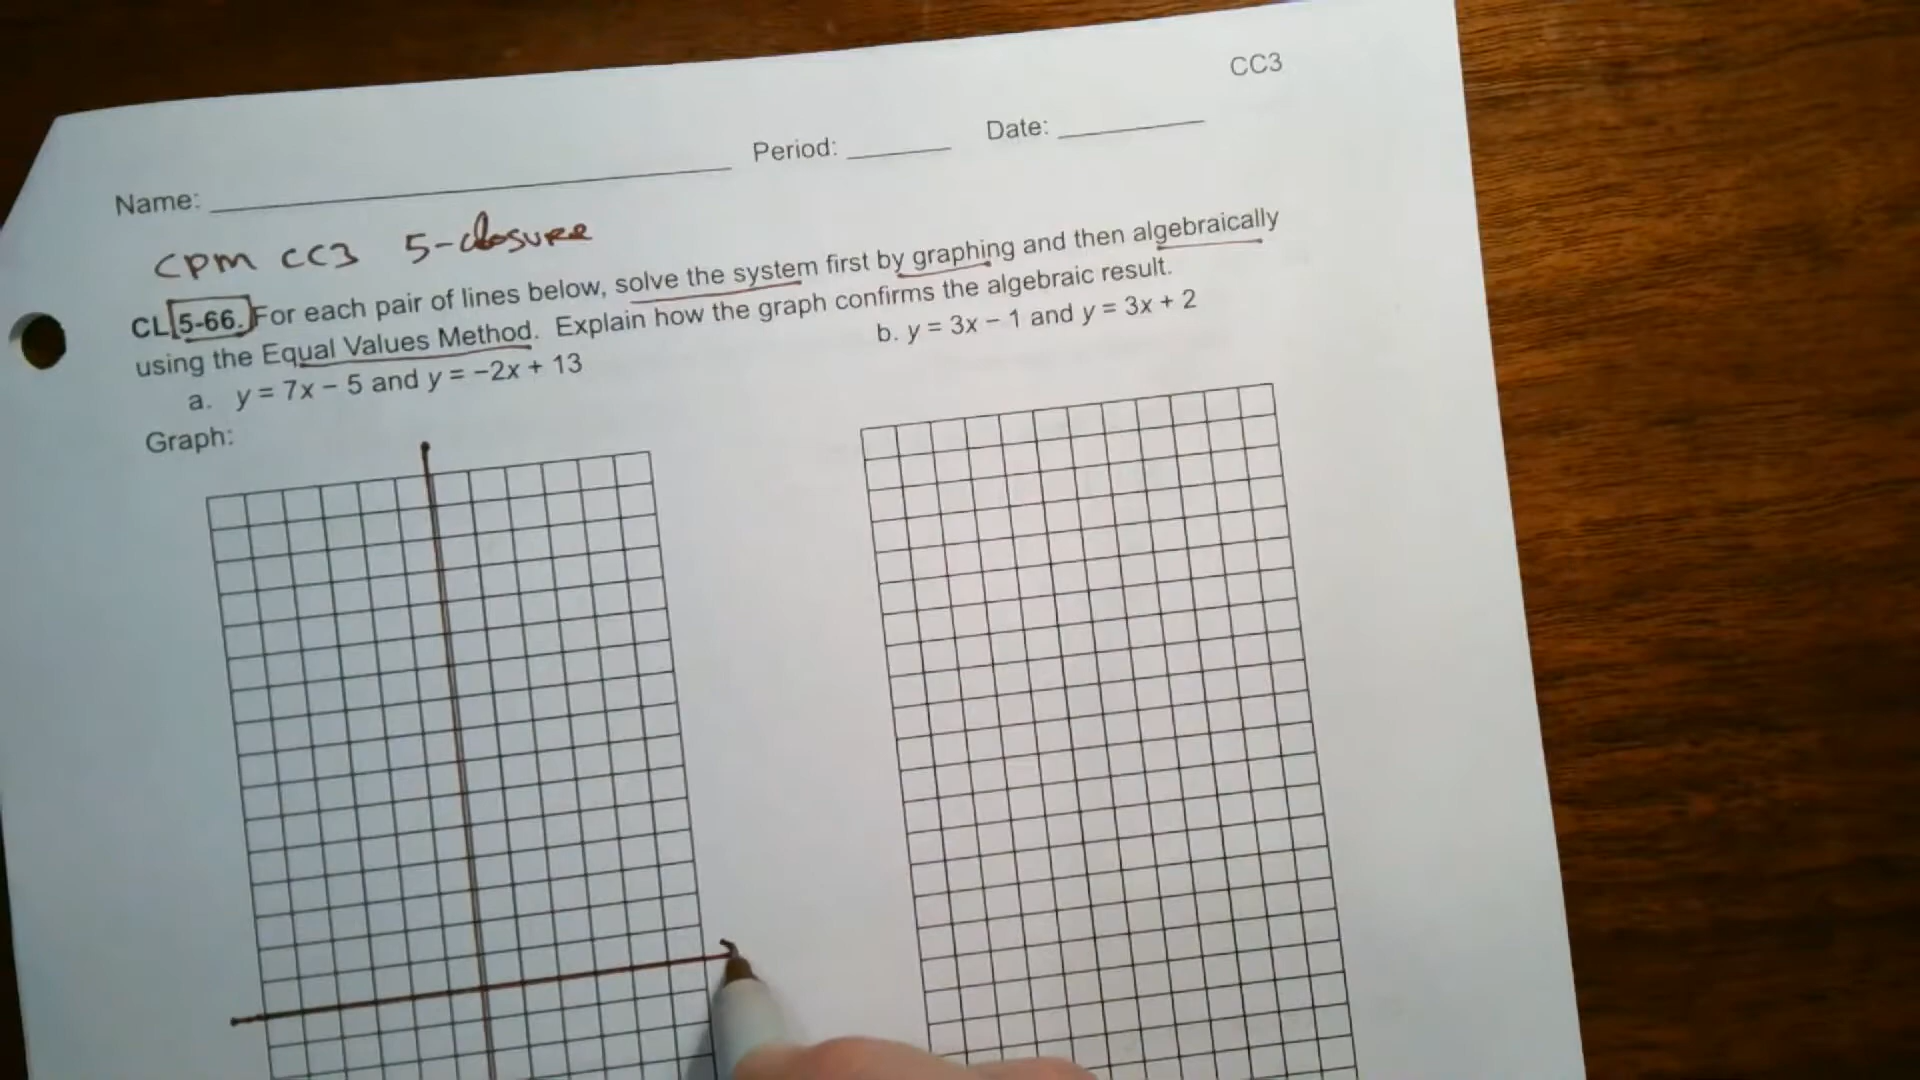 CC3
Name: Period: Date:
CPM CC3 5-closure
CL 5-66. For each pair of lines below, solve the system first by graphing and then algebraically
using the Equal Values Method. Explain how the graph confirms the algebraic result.
a. y = 7x − 5 and y = −2x + 13
b. y = 3x − 1 and y = 3x + 2
Graph: